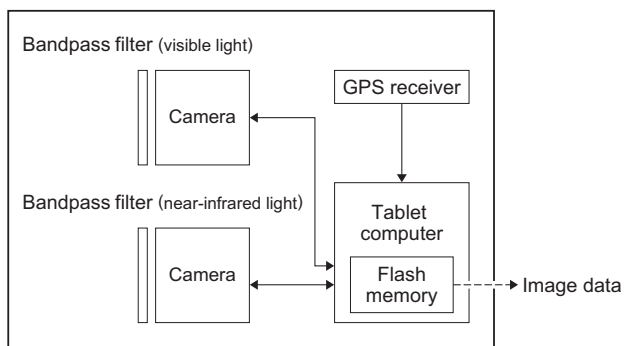 Bandpass filter (visible light)
Camera
GPS receiver
Bandpass filter (near-infrared light)
Camera
Tablet
computer
Flash
memory
Image data